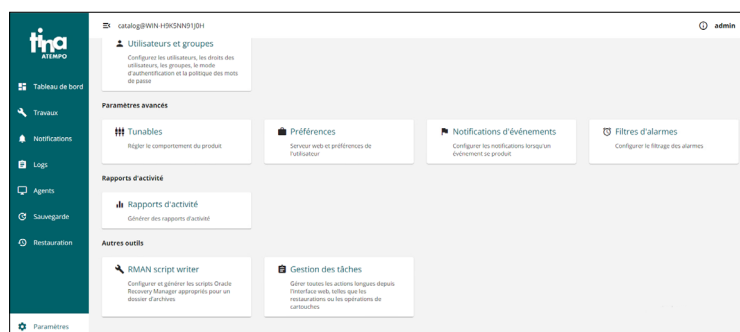 tina
ATEMPO
Tableau de bord
Travaux
Notifications
Logs
Agents
Sauvegarde
Restauration
Paramètres
catalog@WIN-H9K5NN91J0H
admin
Utilisateurs et groupes
Configurez les utilisateurs, les droits des
utilisateurs, les groupes, le mode
d'authentification et la politique des mots
de passe
Paramètres avancés
Tunables
Régler le comportement du produit
Préférences
Serveur web et préférences de
l'utilisateur
Notifications d'événements
Configurer les notifications lorsqu'un
événement se produit
Filtres d'alarmes
Configurer le filtrage des alarmes
Rapports d'activité
Rapports d'activité
Générer des rapports d'activité
Autres outils
RMAN script writer
Configurer et générer les scripts Oracle
Recovery Manager appropriés pour un
dossier d'archives
Gestion des tâches
Gérer toutes les actions longues depuis
l'interface web, telles que les
restaurations ou les opérations de
cartouches